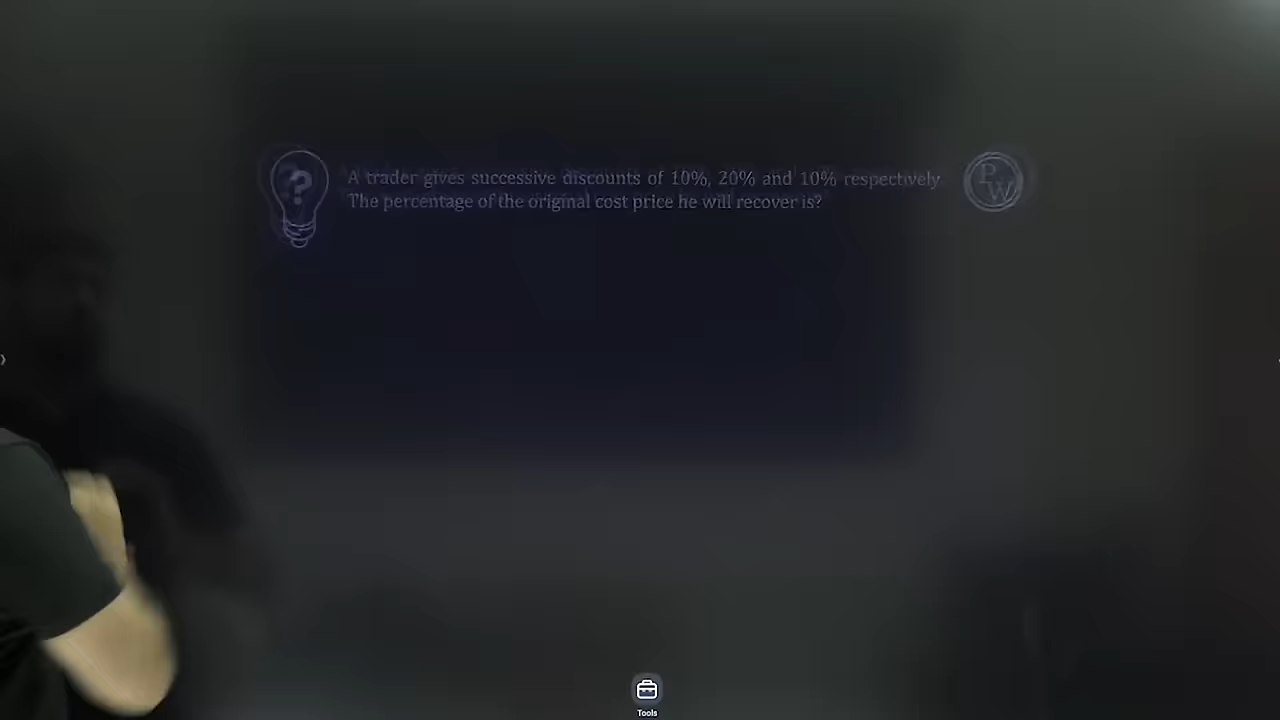 ?
A trader gives successive discounts of 10%, 20% and 10% respectively.
The percentage of the original cost price he will recover is?
PW
Tools